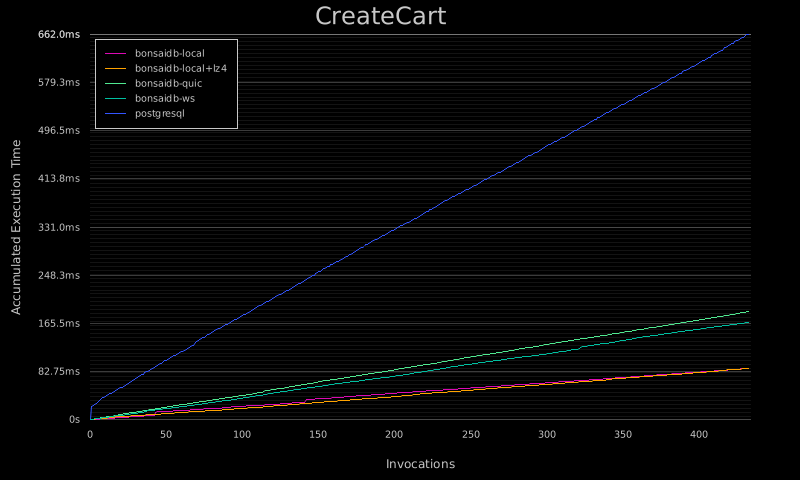 CreateCart
662.0ms
579.3ms
496.5ms
413.8ms
331.0ms
248.3ms
165.5ms
82.75ms
0s
Accumulated Execution Time
bonsaidb-local
bonsaidb-local+lz4
bonsaidb-quic
bonsaidb-ws
postgresql
0 50 100 150 200 250 300 350 400
Invocations